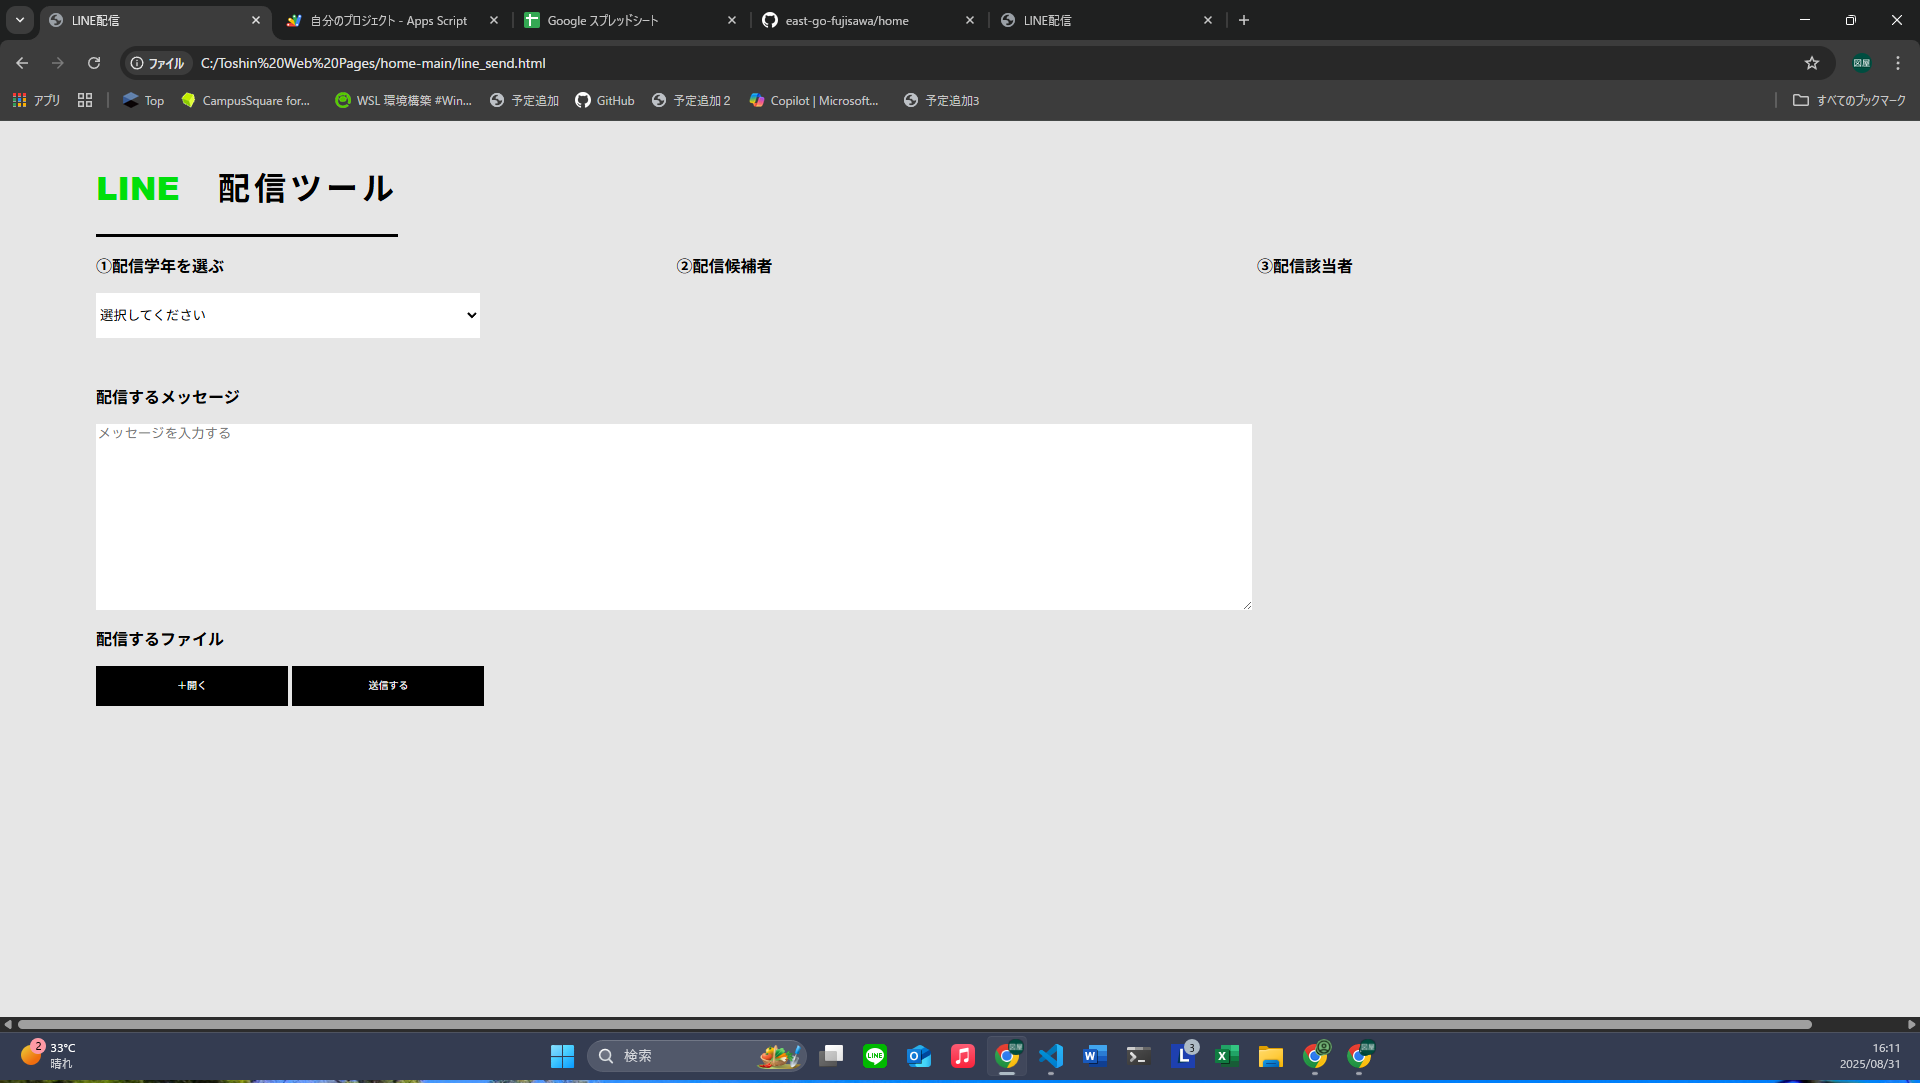 LINE配信
自分のプロジェクト - Apps Script
Google スプレッドシート
east-go-fujisawa/home
LINE配信
ファイル
C:/Toshin%20Web%20Pages/home-main/line_send.html
図屋
アプリ
Top
CampusSquare for...
WSL 環境構築 #Win...
予定追加
GitHub
予定追加 2
Copilot | Microsoft...
予定追加3
すべてのブックマーク
LINE 配信ツール
①配信学年を選ぶ
②配信候補者
③配信該当者
選択してください
配信するメッセージ
メッセージを入力する
配信するファイル
+開く
送信する
2
33°C
晴れ
検索
LINE
図屋
3
図屋
16:11
2025/08/31